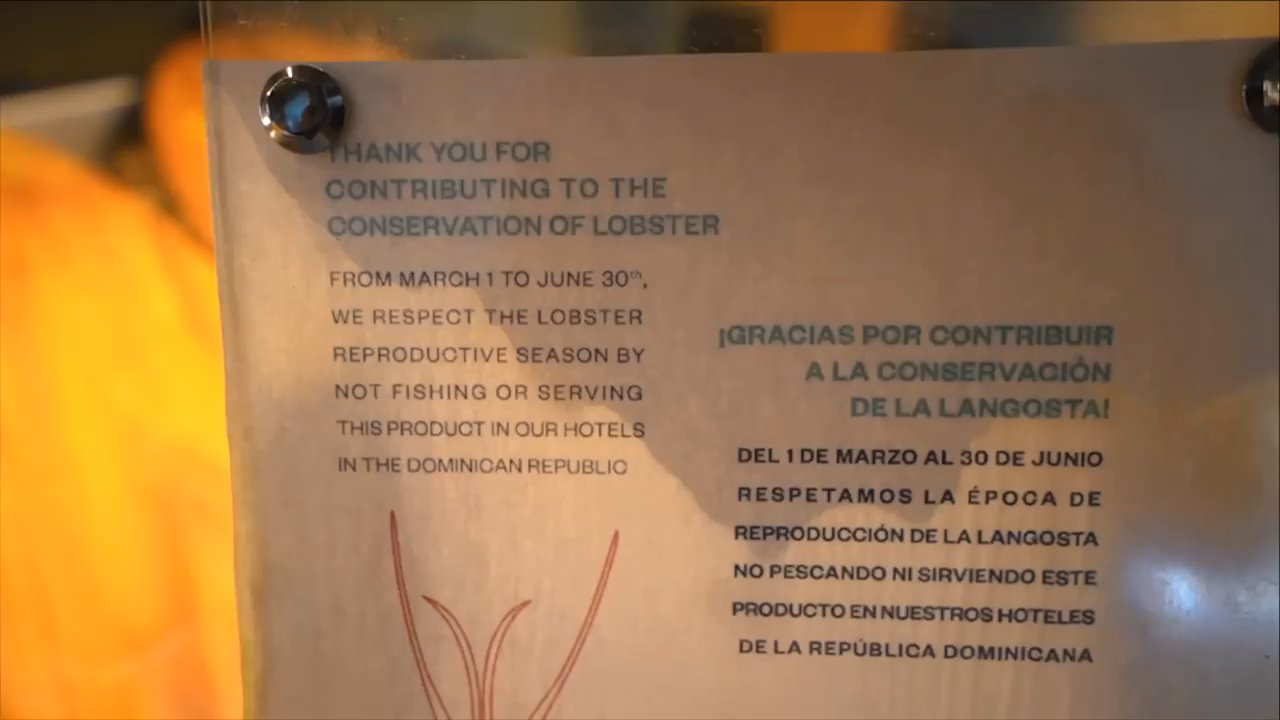 THANK YOU FOR
CONTRIBUTING TO THE
CONSERVATION OF LOBSTER
FROM MARCH 1 TO JUNE 30th,
WE RESPECT THE LOBSTER
REPRODUCTIVE SEASON BY
NOT FISHING OR SERVING
THIS PRODUCT IN OUR HOTELS
IN THE DOMINICAN REPUBLIC
¡GRACIAS POR CONTRIBUIR
A LA CONSERVACIÓN
DE LA LANGOSTA!
DEL 1 DE MARZO AL 30 DE JUNIO
RESPETAMOS LA ÉPOCA DE
REPRODUCCIÓN DE LA LANGOSTA
NO PESCANDO NI SIRVIENDO ESTE
PRODUCTO EN NUESTROS HOTELES
DE LA REPÚBLICA DOMINICANA